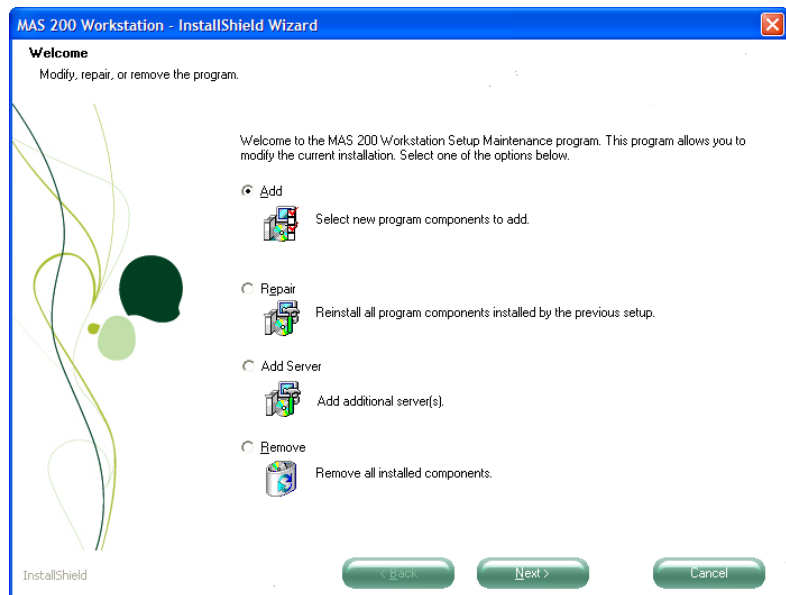 MAS 200 Workstation - InstallShield Wizard
Welcome
Modify, repair, or remove the program.
Welcome to the MAS 200 Workstation Setup Maintenance program. This program allows you to
modify the current installation. Select one of the options below.
Add
Select new program components to add.
Repair
Reinstall all program components installed by the previous setup.
Add Server
Add additional server(s).
Remove
Remove all installed components.
InstallShield
< Back
Next >
Cancel